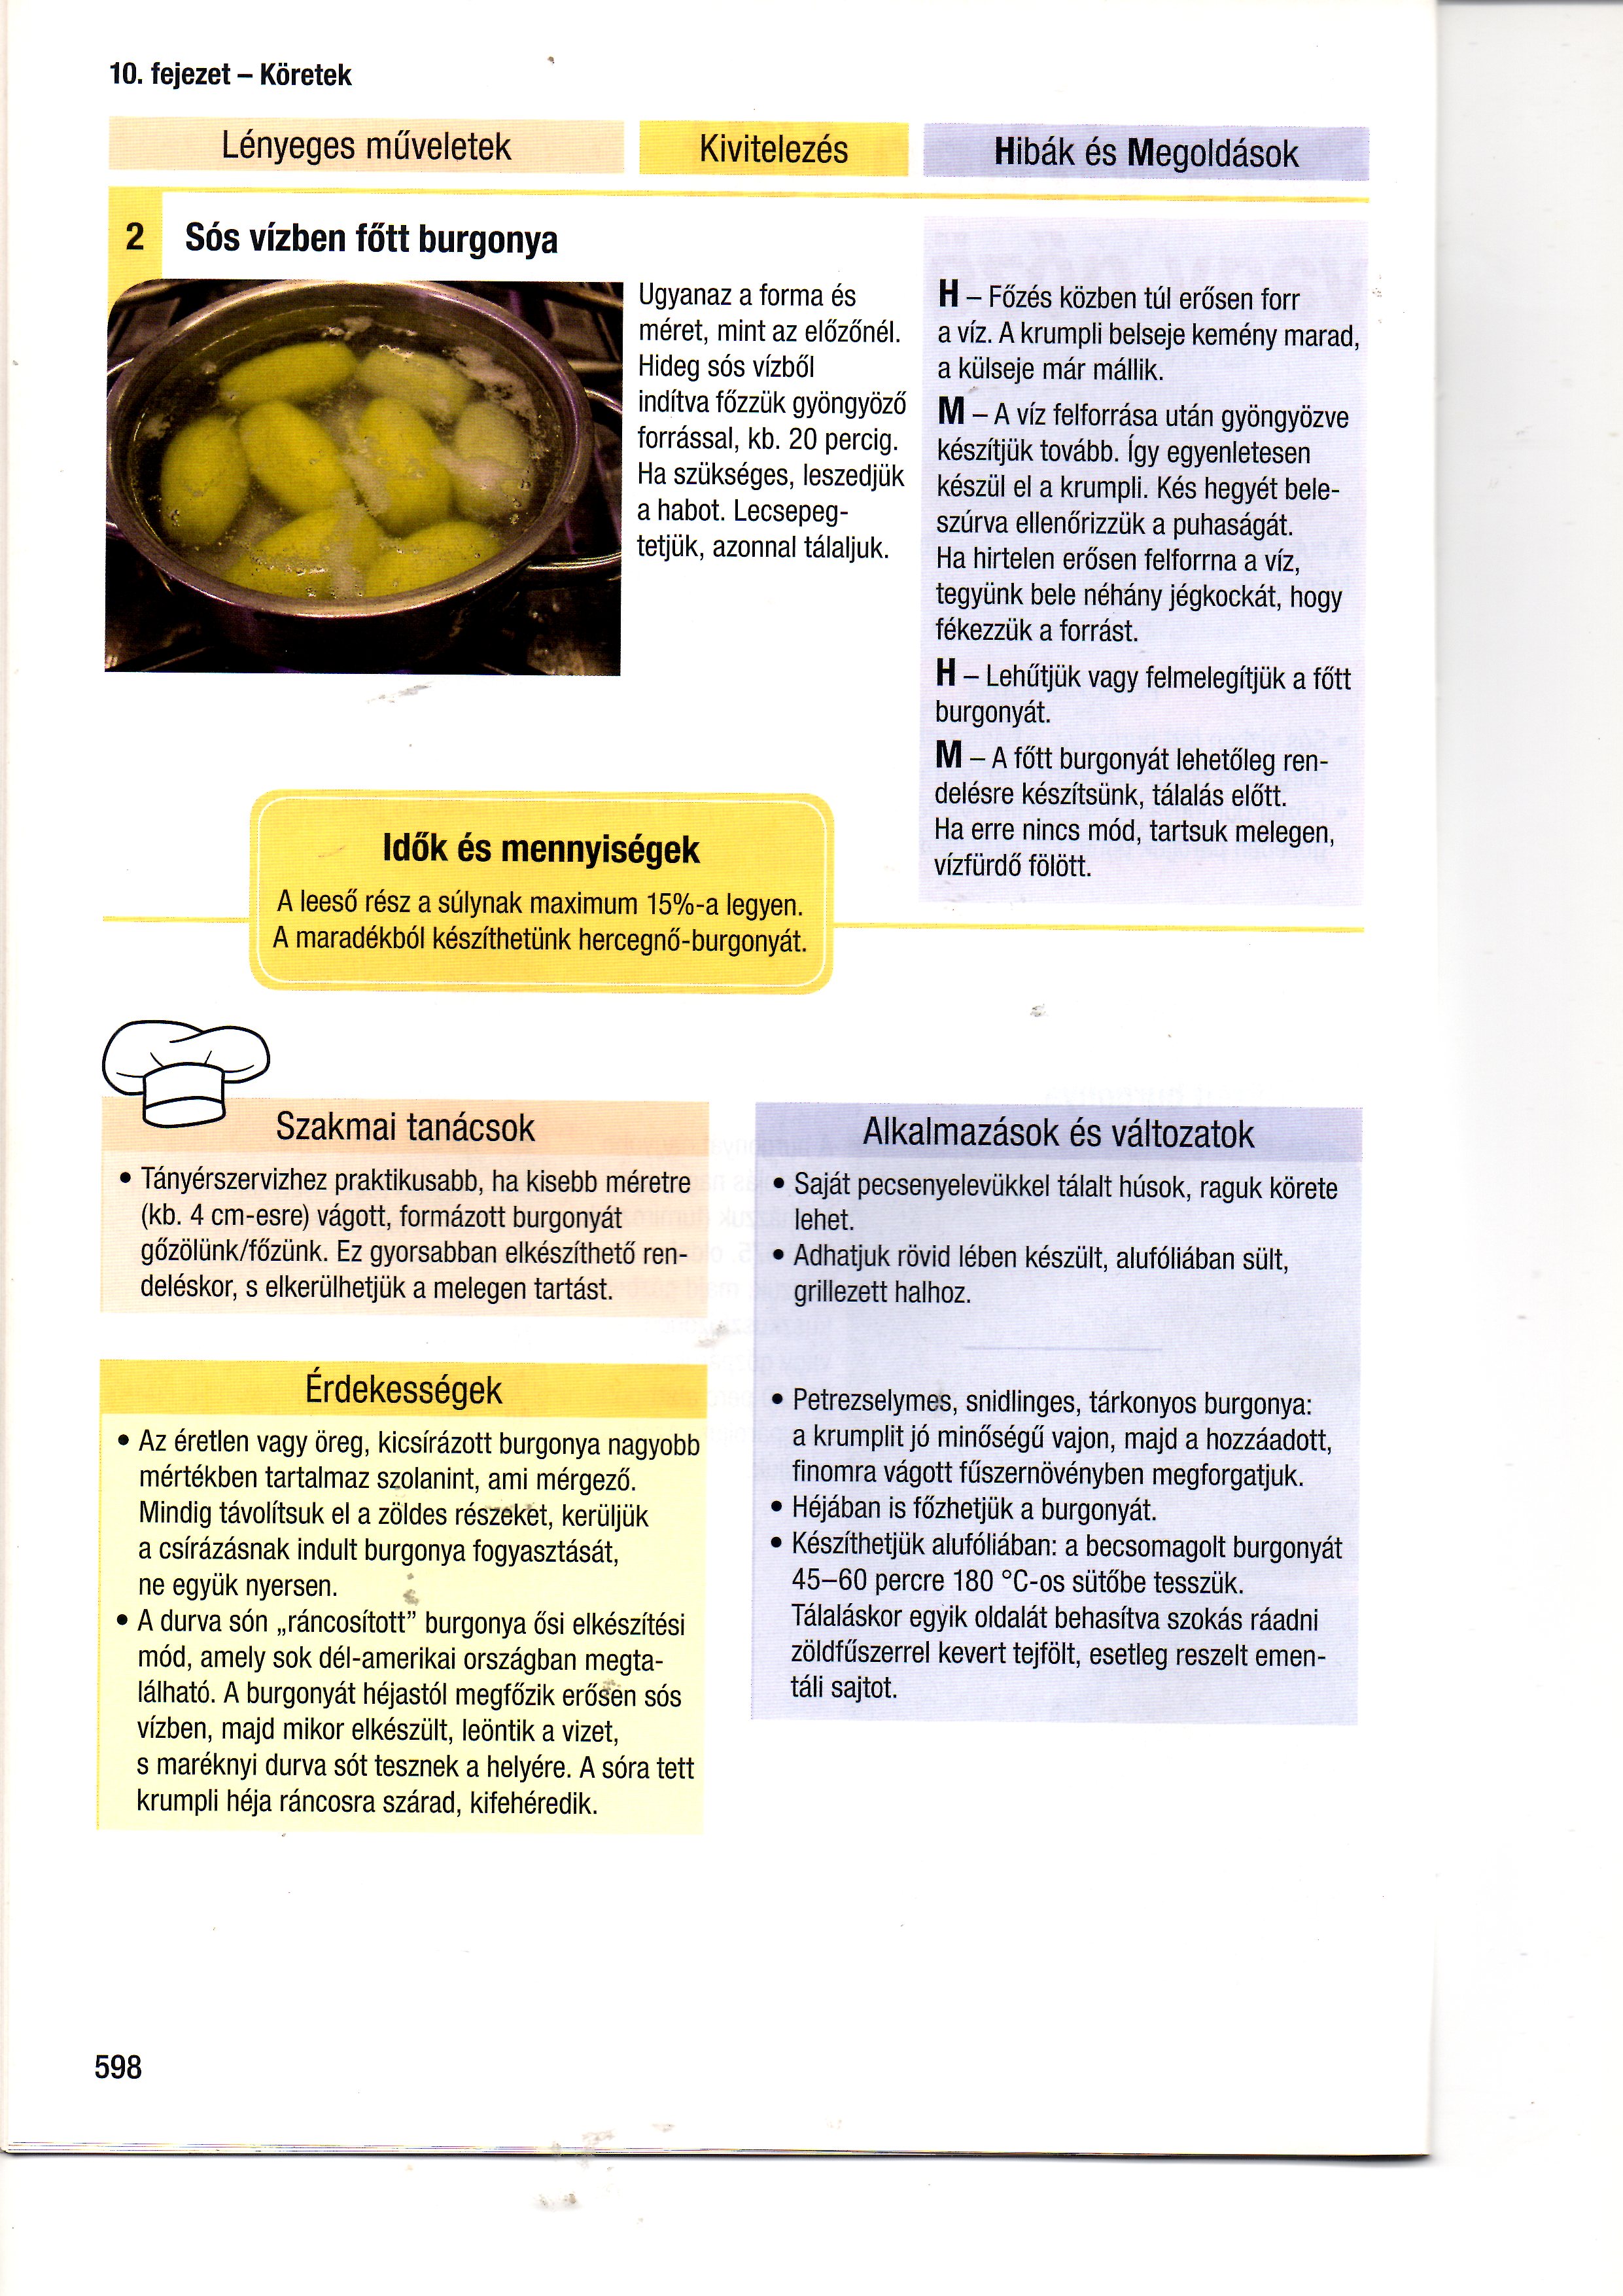 10. fejezet – Köretek
Lényeges műveletek
Kivitelezés
Hibák és Megoldások
2 Sós vízben főtt burgonya
Ugyanaz a forma és
méret, mint az előzőnél.
Hideg sós vízből
indítva főzzük gyöngyöző
forrással, kb. 20 percig.
Ha szükséges, leszedjük
a habot. Lecsepeg-
tetjük, azonnal tálaljuk.
H – Főzés közben túl erősen forr
a víz. A krumpli belseje kemény marad,
a külseje már mállik.
M – A víz felforrása után gyöngyözve
készítjük tovább. Így egyenletesen
készül el a krumpli. Kés hegyét bele-
szúrva ellenőrizzük a puhaságát.
Ha hirtelen erősen felforrna a víz,
tegyünk bele néhány jégkockát, hogy
fékezzük a forrást.
H – Lehűtjük vagy felmelegítjük a főtt
burgonyát.
M – A főtt burgonyát lehetőleg ren-
delésre készítsünk, tálalás előtt.
Ha erre nincs mód, tartsuk melegen,
vízfürdő fölött.
Idők és mennyiségek
A leeső rész a súlynak maximum 15%-a legyen.
A maradékból készíthetünk hercegnő-burgonyát.
Szakmai tanácsok
• Tányérszervizhez praktikusabb, ha kisebb méretre
(kb. 4 cm-esre) vágott, formázott burgonyát
gőzölünk/főzünk. Ez gyorsabban elkészíthető ren-
deléskor, s elkerülhetjük a melegen tartást.
Érdekességek
• Az éretlen vagy öreg, kicsírázott burgonya nagyobb
mértékben tartalmaz szolanint, ami mérgező.
Mindig távolítsuk el a zöldes részeket, kerüljük
a csírázásnak indult burgonya fogyasztását,
ne együk nyersen.
• A durva són „ráncosított” burgonya ősi elkészítési
mód, amely sok dél-amerikai országban megta-
lálható. A burgonyát héjastól megfőzik erősen sós
vízben, majd mikor elkészült, leöntik a vizet,
s maréknyi durva sót tesznek a helyére. A sóra tett
krumpli héja ráncosra szárad, kifehéredik.
Alkalmazások és változatok
• Saját pecsenyelevükkel tálalt húsok, raguk körete
lehet.
• Adhatjuk rövid lében készült, alufóliában sült,
grillezett halhoz.
• Petrezselymes, snidlinges, tárkonyos burgonya:
a krumplit jó minőségű vajon, majd a hozzáadott,
finomra vágott fűszernövényben megforgatjuk.
• Héjában is főzhetjük a burgonyát.
• Készíthetjük alufóliában: a becsomagolt burgonyát
45–60 percre 180 °C-os sütőbe tesszük.
Tálaláskor egyik oldalát behasítva szokás ráadni
zöldfűszerrel kevert tejfölt, esetleg reszelt emen-
táli sajtot.
598